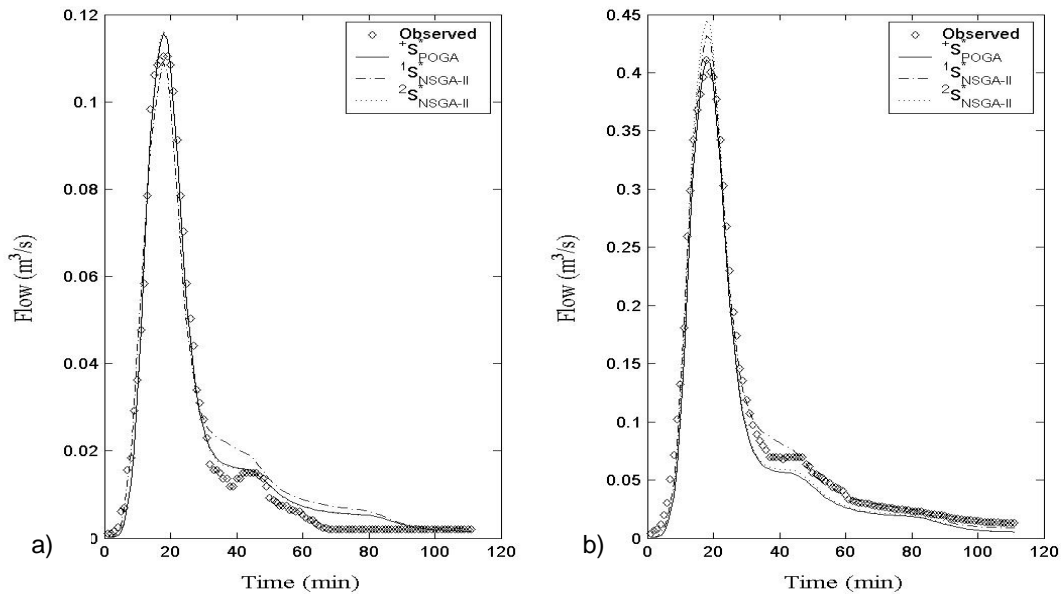 0.12
0.1
0.08
0.06
0.04
0.02
0
0 20 40 60 80 100 120
Flow (m³/s)
Time (min)
Observed
⁺S*POGA
¹S*NSGA-II
²S*NSGA-II
a)
0.45
0.4
0.35
0.3
0.25
0.2
0.15
0.1
0.05
0
0 20 40 60 80 100 120
Flow (m³/s)
Time (min)
Observed
⁺S*POGA
¹S*NSGA-II
²S*NSGA-II
b)